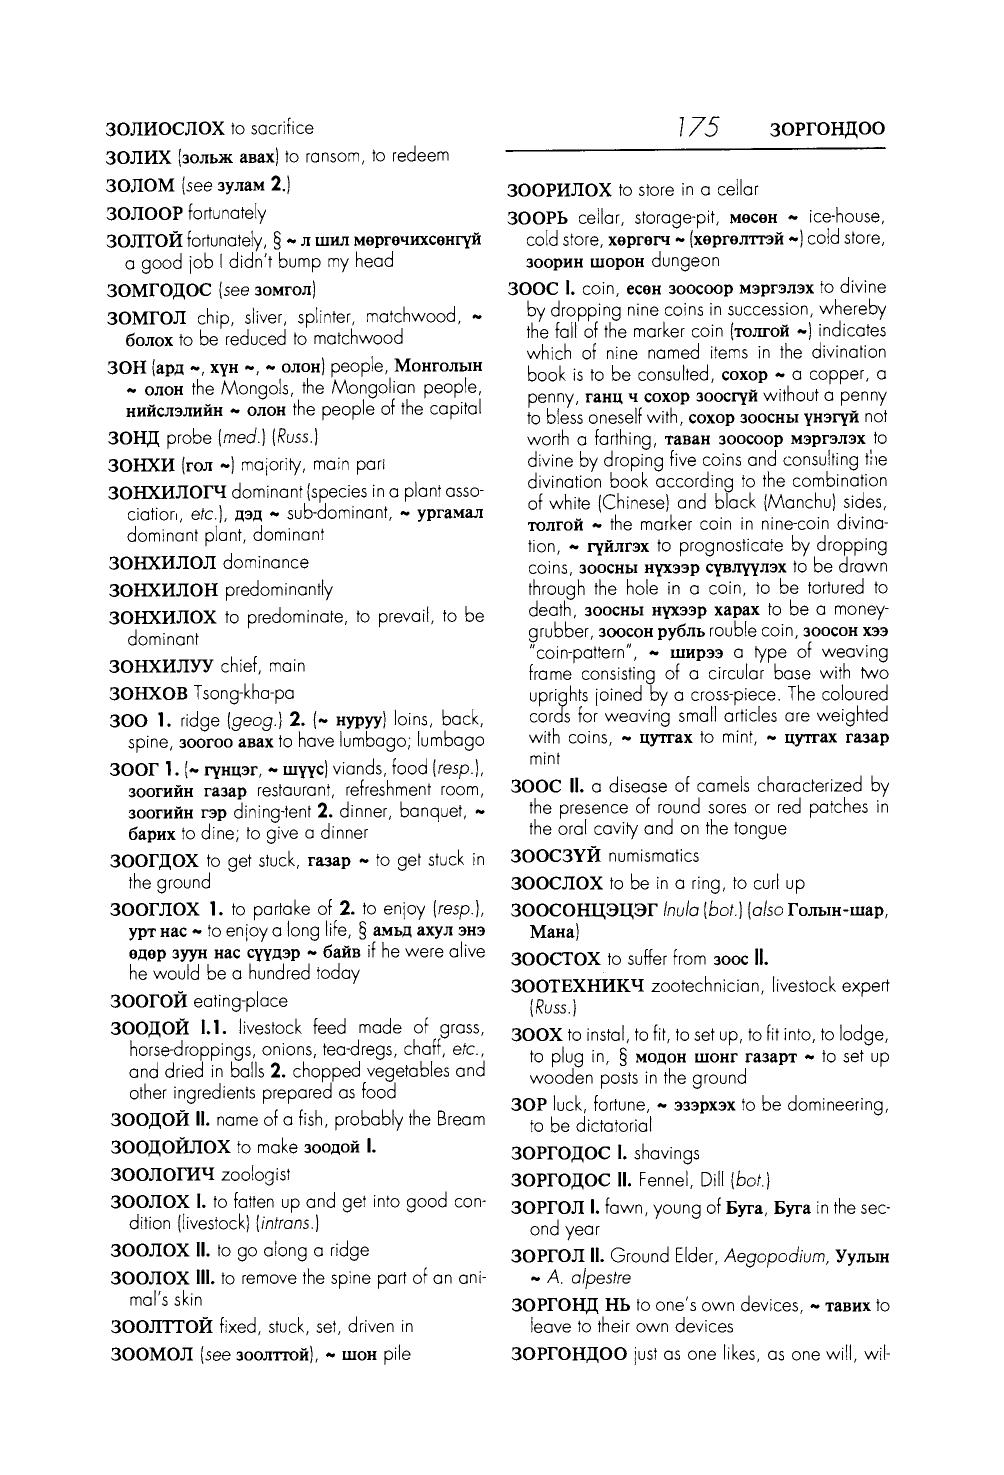 ЗОЛИОСЛОХ to sacrifice
ЗОЛИХ (зольж авах) to ransom, to redeem
ЗОЛОМ (see зулам 2.)
ЗОЛООР fortunately
ЗОЛТОЙ fortunately, § ~ л шил мөргөчихсөнгүй
a good job I didn't bump my head
ЗОМГОДОС (see зомгол)
ЗОМГОЛ chip, sliver, splinter, matchwood, ~
болох to be reduced to matchwood
ЗОН (ард ~, хүн ~, ~ олон) people, Монголын
~ олон the Mongols, the Mongolian people,
нийслэлийн ~ олон the people of the capital
ЗОНД probe (med.) (Russ.)
ЗОНХИ (гол ~) majority, main part
ЗОНХИЛОГЧ dominant (species in a plant asso-
ciation, etc.), дэд ~ sub-dominant, ~ ургамал
dominant plant, dominant
ЗОНХИЛОЛ dominance
ЗОНХИЛОН predominantly
ЗОНХИЛОХ to predominate, to prevail, to be
dominant
ЗОНХИЛУУ chief, main
ЗОНХОВ Tsong-kha-pa
ЗОО 1. ridge (geog.) 2. (~ нуруу) loins, back,
spine, зоогоо авах to have lumbago; lumbago
ЗООГ 1. (~ гүнцэг, ~ шүүс) viands, food (resp.),
зоогийн газар restaurant, refreshment room,
зоогийн гэр dining-tent 2. dinner, banquet, ~
барих to dine; to give a dinner
ЗООГДОХ to get stuck, газар ~ to get stuck in
the ground
ЗООГЛОХ 1. to partake of 2. to enjoy (resp.),
урт нас ~ to enjoy a long life, § амьд ахул энэ
өдөр зуун нас сүүдэр ~ байв if he were alive
he would be a hundred today
ЗООГОЙ eating-place
ЗООДОЙ I.1. livestock feed made of grass,
horse-droppings, onions, tea-dregs, chaff, etc.,
and dried in balls 2. chopped vegetables and
other ingredients prepared as food
ЗООДОЙ II. name of a fish, probably the Bream
ЗООДОЙЛОХ to make зоодой I.
ЗООЛОГИЧ zoologist
ЗООЛОХ I. to fatten up and get into good con-
dition (livestock) (intrans.)
ЗООЛОХ II. to go along a ridge
ЗООЛОХ III. to remove the spine part of an ani-
mal's skin
ЗООЛТТОЙ fixed, stuck, set, driven in
ЗООМОЛ (see зоолттой), ~ шон pile
175 ЗОРГОНДОО
ЗООРИЛОХ to store in a cellar
ЗООРЬ cellar, storage-pit, мөсөн ~ ice-house,
cold store, хөргөгч ~ (хөргөлттэй ~) cold store,
зоорин шорон dungeon
ЗООС I. coin, есөн зоосоор мэргэлэх to divine
by dropping nine coins in succession, whereby
the fall of the marker coin (толгой ~) indicates
which of nine named items in the divination
book is to be consulted, сохор ~ a copper, a
penny, ганц ч сохор зоосгүй without a penny
to bless oneself with, сохор зоосны үнэгүй not
worth a farthing, таван зоосоор мэргэлэх to
divine by droping five coins and consulting the
divination book according to the combination
of white (Chinese) and black (Manchu) sides,
толгой ~ the marker coin in nine-coin divina-
tion, ~ гүйлгэх to prognosticate by dropping
coins, зоосны нүхээр сүвлүүлэх to be drawn
through the hole in a coin, to be tortured to
death, зоосны нүхээр харах to be a money-
grubber, зоосон рубль rouble coin, зоосон хээ
"coin-pattern", ~ ширээ a type of weaving
frame consisting of a circular base with two
uprights joined by a cross-piece. The coloured
cords for weaving small articles are weighted
with coins, ~ цутгах to mint, ~ цутгах газар
mint
ЗООС II. a disease of camels characterized by
the presence of round sores or red patches in
the oral cavity and on the tongue
ЗООСЗҮЙ numismatics
ЗООСЛОХ to be in a ring, to curl up
ЗООСОНЦЭЦЭГ Inula (bot.) (also Голын-шар,
Мана)
ЗООСТОХ to suffer from зоос II.
ЗООТЕХНИКЧ zootechnician, livestock expert
(Russ.)
ЗООХ to instal, to fit, to set up, to fit into, to lodge,
to plug in, § модон шонг газарт ~ to set up
wooden posts in the ground
ЗОР luck, fortune, ~ эзэрхэх to be domineering,
to be dictatorial
ЗОРГОДОС I. shavings
ЗОРГОДОС II. Fennel, Dill (bot.)
ЗОРГОЛ I. fawn, young of Буга, Буга in the sec-
ond year
ЗОРГОЛ II. Ground Elder, Aegopodium, Уулын
~ A. alpestre
ЗОРГОНД НЬ to one's own devices, ~ тавих to
leave to their own devices
ЗОРГОНДОО just as one likes, as one will, wil-